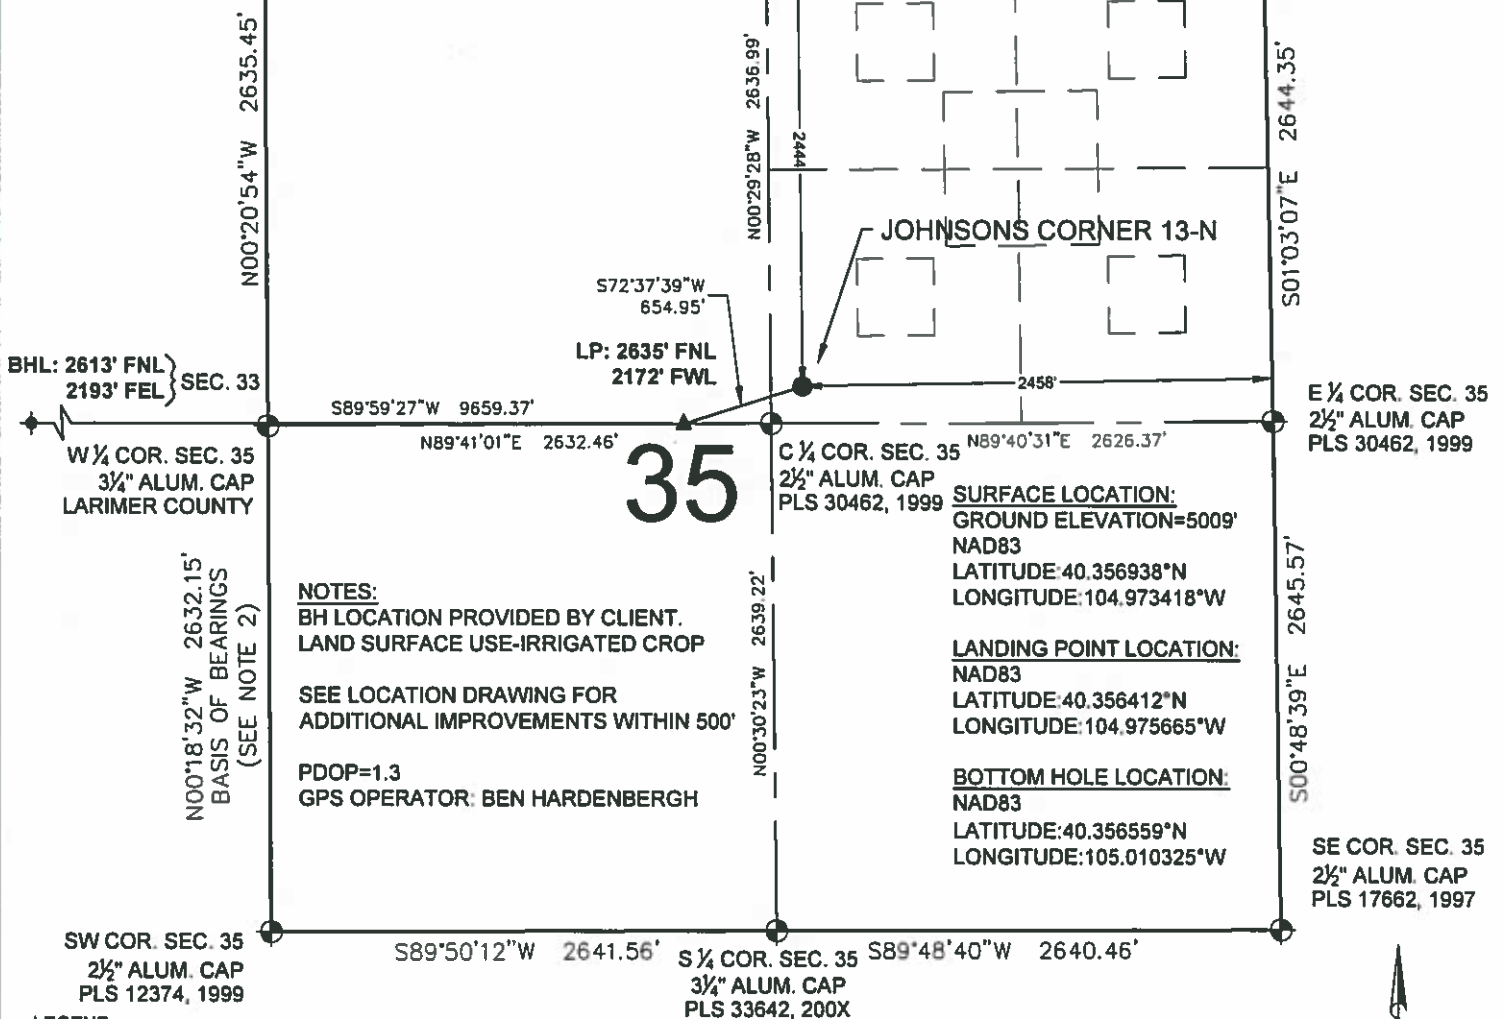 N00°20'54"W 2635.45'
N00°29'28"W 2636.99'
2444'
S01°03'07"E 2644.35'
JOHNSONS CORNER 13-N
S72°37'39"W
654.95'
LP: 2635' FNL
2172' FWL
BHL: 2613' FNL
2193' FEL
SEC. 33
2458'
S89°59'27"W 9659.37'
N89°41'01"E 2632.46'
N89°40'31"E 2626.37'
E ¼ COR. SEC. 35
2½" ALUM. CAP
PLS 30462, 1999
W ¼ COR. SEC. 35
3¼" ALUM. CAP
LARIMER COUNTY
35
C ¼ COR. SEC. 35
2½" ALUM. CAP
PLS 30462, 1999
SURFACE LOCATION:
GROUND ELEVATION=5009'
NAD83
LATITUDE:40.356938°N
LONGITUDE:104.973418°W
LANDING POINT LOCATION:
NAD83
LATITUDE:40.356412°N
LONGITUDE:104.975665°W
BOTTOM HOLE LOCATION:
NAD83
LATITUDE:40.356559°N
LONGITUDE:105.010325°W
N00°18'32"W 2632.15'
BASIS OF BEARINGS
(SEE NOTE 2)
NOTES:
BH LOCATION PROVIDED BY CLIENT.
LAND SURFACE USE-IRRIGATED CROP
SEE LOCATION DRAWING FOR
ADDITIONAL IMPROVEMENTS WITHIN 500'
PDOP=1.3
GPS OPERATOR: BEN HARDENBERGH
N00°30'23"W 2639.22'
S00°48'39"E 2645.57'
SE COR. SEC. 35
2½" ALUM. CAP
PLS 17662, 1997
SW COR. SEC. 35
2½" ALUM. CAP
PLS 12374, 1999
S89°50'12"W 2641.56'
S ¼ COR. SEC. 35
3¼" ALUM. CAP
PLS 33642, 200X
S89°48'40"W 2640.46'